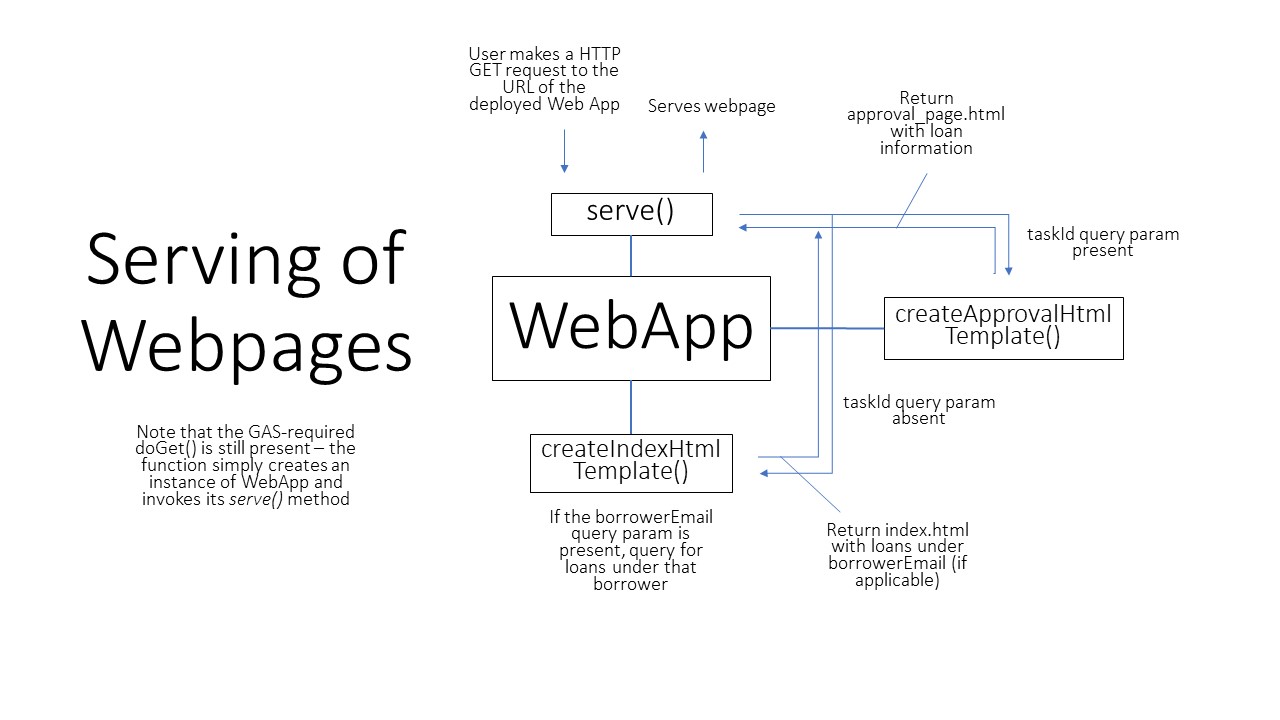 Serving of
Webpages
Note that the GAS-required
doGet() is still present – the
function simply creates an
instance of WebApp and
invokes its serve() method
User makes a HTTP
GET request to the
URL of the
deployed Web App
Serves webpage
Return
approval_page.html
with loan
information
serve()
taskId query param
present
WebApp
createApprovalHtml
Template()
taskId query param
absent
createIndexHtml
Template()
If the borrowerEmail
query param is
present, query for
loans under that
borrower
Return index.html
with loans under
borrowerEmail (if
applicable)